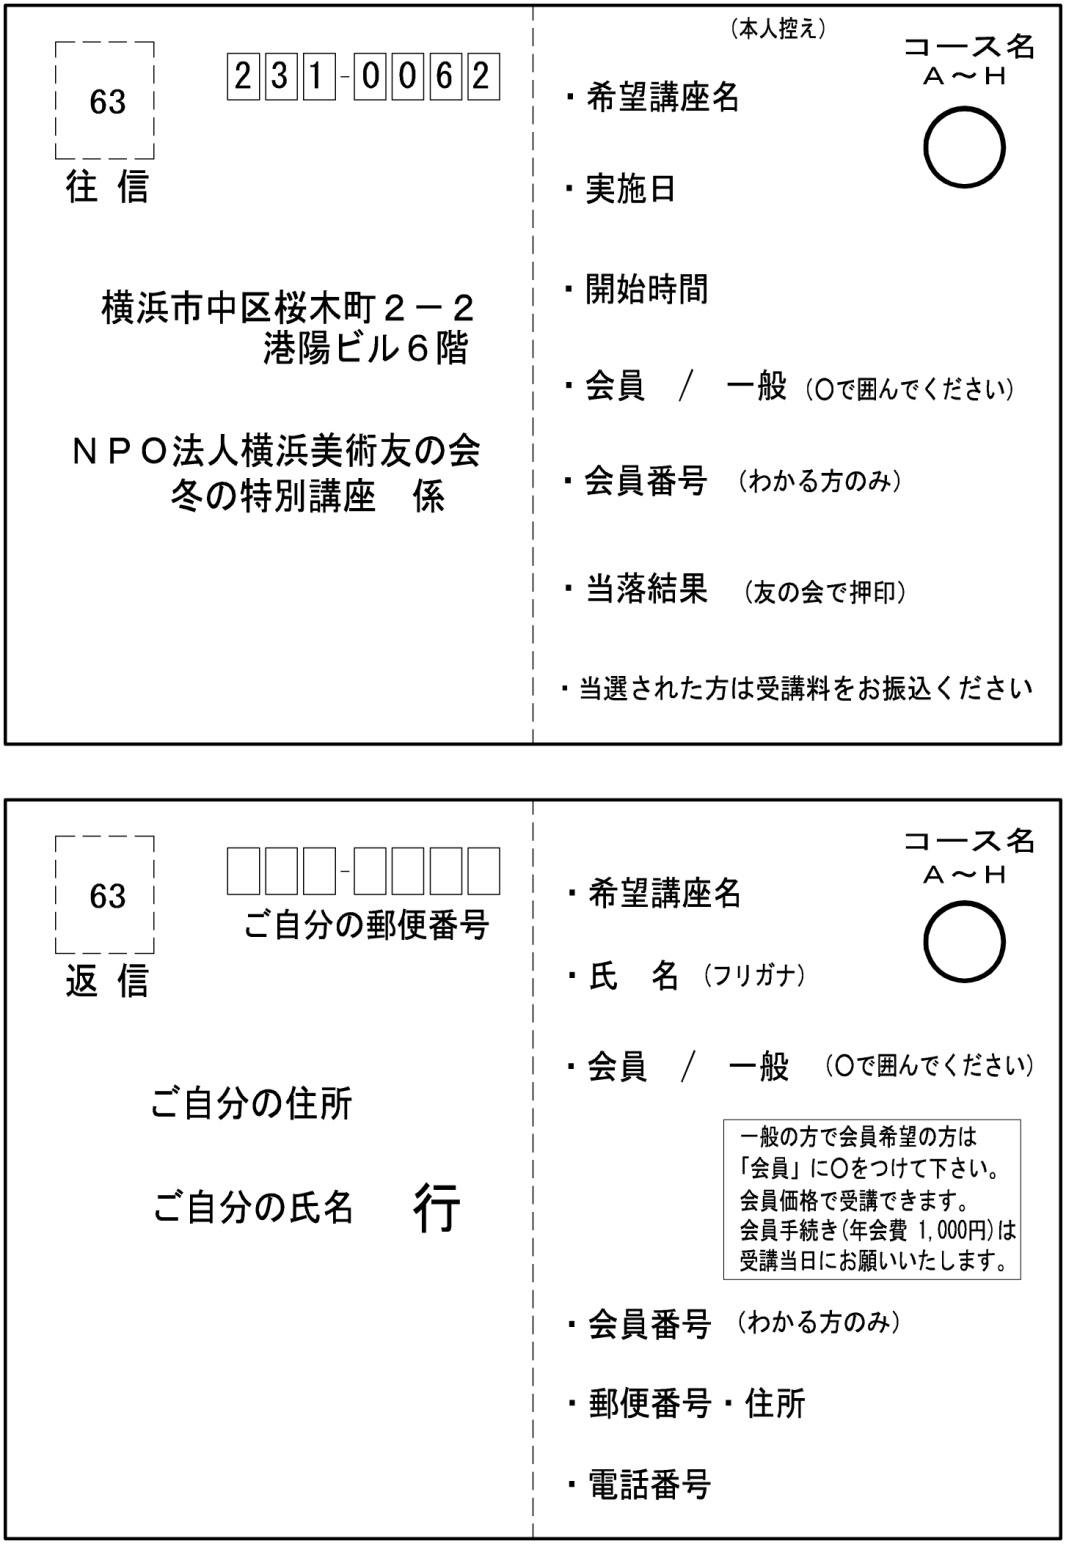 63
往 信
231-0062
横浜市中区桜木町２－２
港陽ビル６階
ＮＰＯ法人横浜美術友の会
冬の特別講座　係
（本人控え）
コース名
Ａ～Ｈ
・希望講座名
・実施日
・開始時間
・会員　/　一般（〇で囲んでください）
・会員番号　（わかる方のみ）
・当落結果　（友の会で押印）
・当選された方は受講料をお振込ください
63
返 信
-
ご自分の郵便番号
ご自分の住所
ご自分の氏名　行
コース名
Ａ～Ｈ
・希望講座名
・氏　名（フリガナ）
・会員　/　一般　（〇で囲んでください）
一般の方で会員希望の方は
「会員」に〇をつけて下さい。
会員価格で受講できます。
会員手続き(年会費 1,000円)は
受講当日にお願いいたします。
・会員番号　（わかる方のみ）
・郵便番号・住所
・電話番号